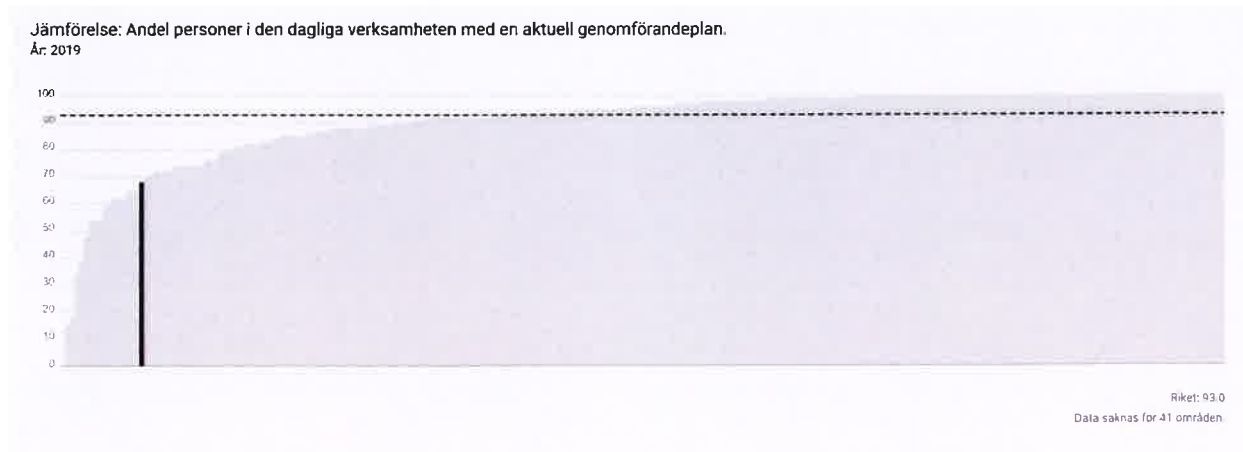 Jämförelse: Andel personer i den dagliga verksamheten med en aktuell genomförandeplan.
År: 2019
100
90
80
70
60
50
40
30
20
10
0
Riket: 93.0
Data saknas för 41 områden.